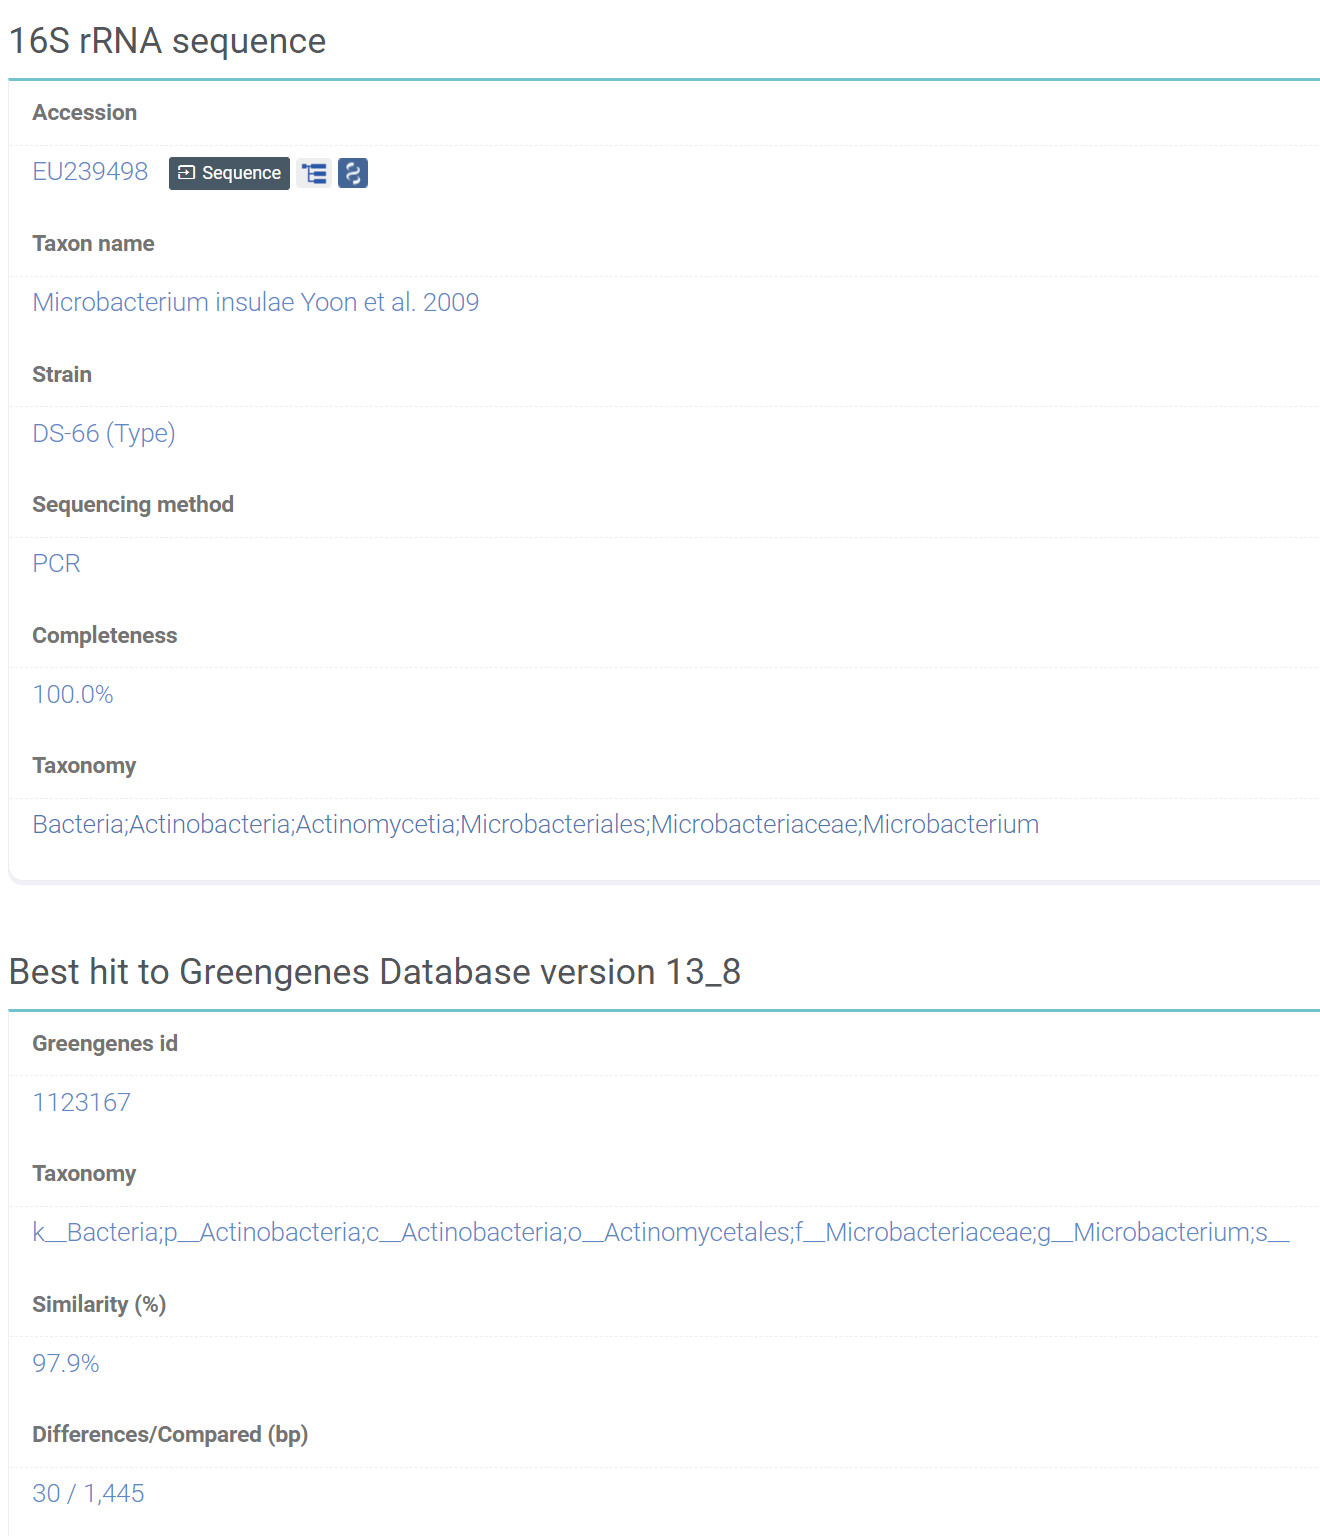 16S rRNA sequence
Accession
EU239498 Sequence
Taxon name
Microbacterium insulae Yoon et al. 2009
Strain
DS-66 (Type)
Sequencing method
PCR
Completeness
100.0%
Taxonomy
Bacteria;Actinobacteria;Actinomycetia;Microbacteriales;Microbacteriaceae;Microbacterium
Best hit to Greengenes Database version 13_8
Greengenes id
1123167
Taxonomy
k__Bacteria;p__Actinobacteria;c__Actinobacteria;o__Actinomycetales;f__Microbacteriaceae;g__Microbacterium;s__
Similarity (%)
97.9%
Differences/Compared (bp)
30 / 1,445